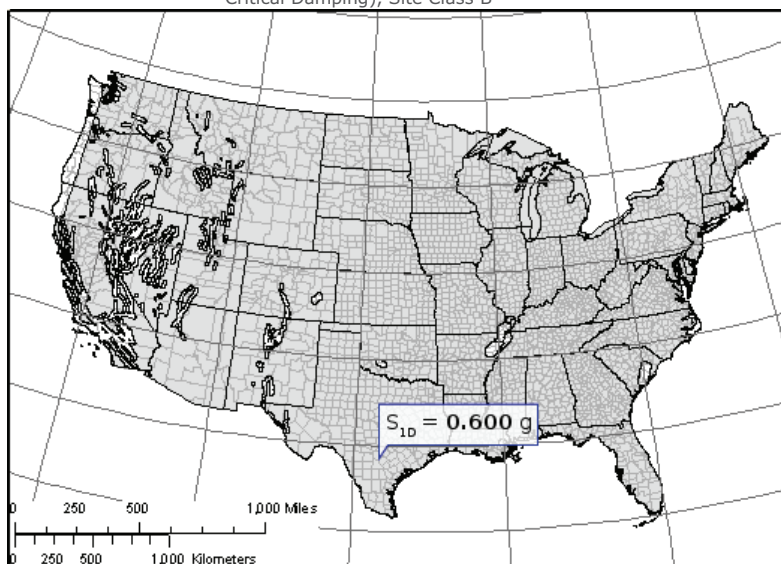 Critical Damping), Site Class B
S1D = 0.600 g
0 250 500 1,000 Miles
0 250 500 1,000 Kilometers